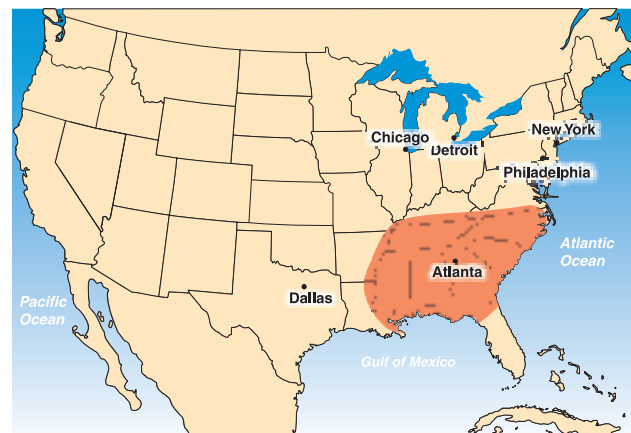 New York
Chicago
Detroit
Philadelphia
Atlantic
Ocean
Atlanta
Dallas
Pacific
Ocean
Gulf of Mexico